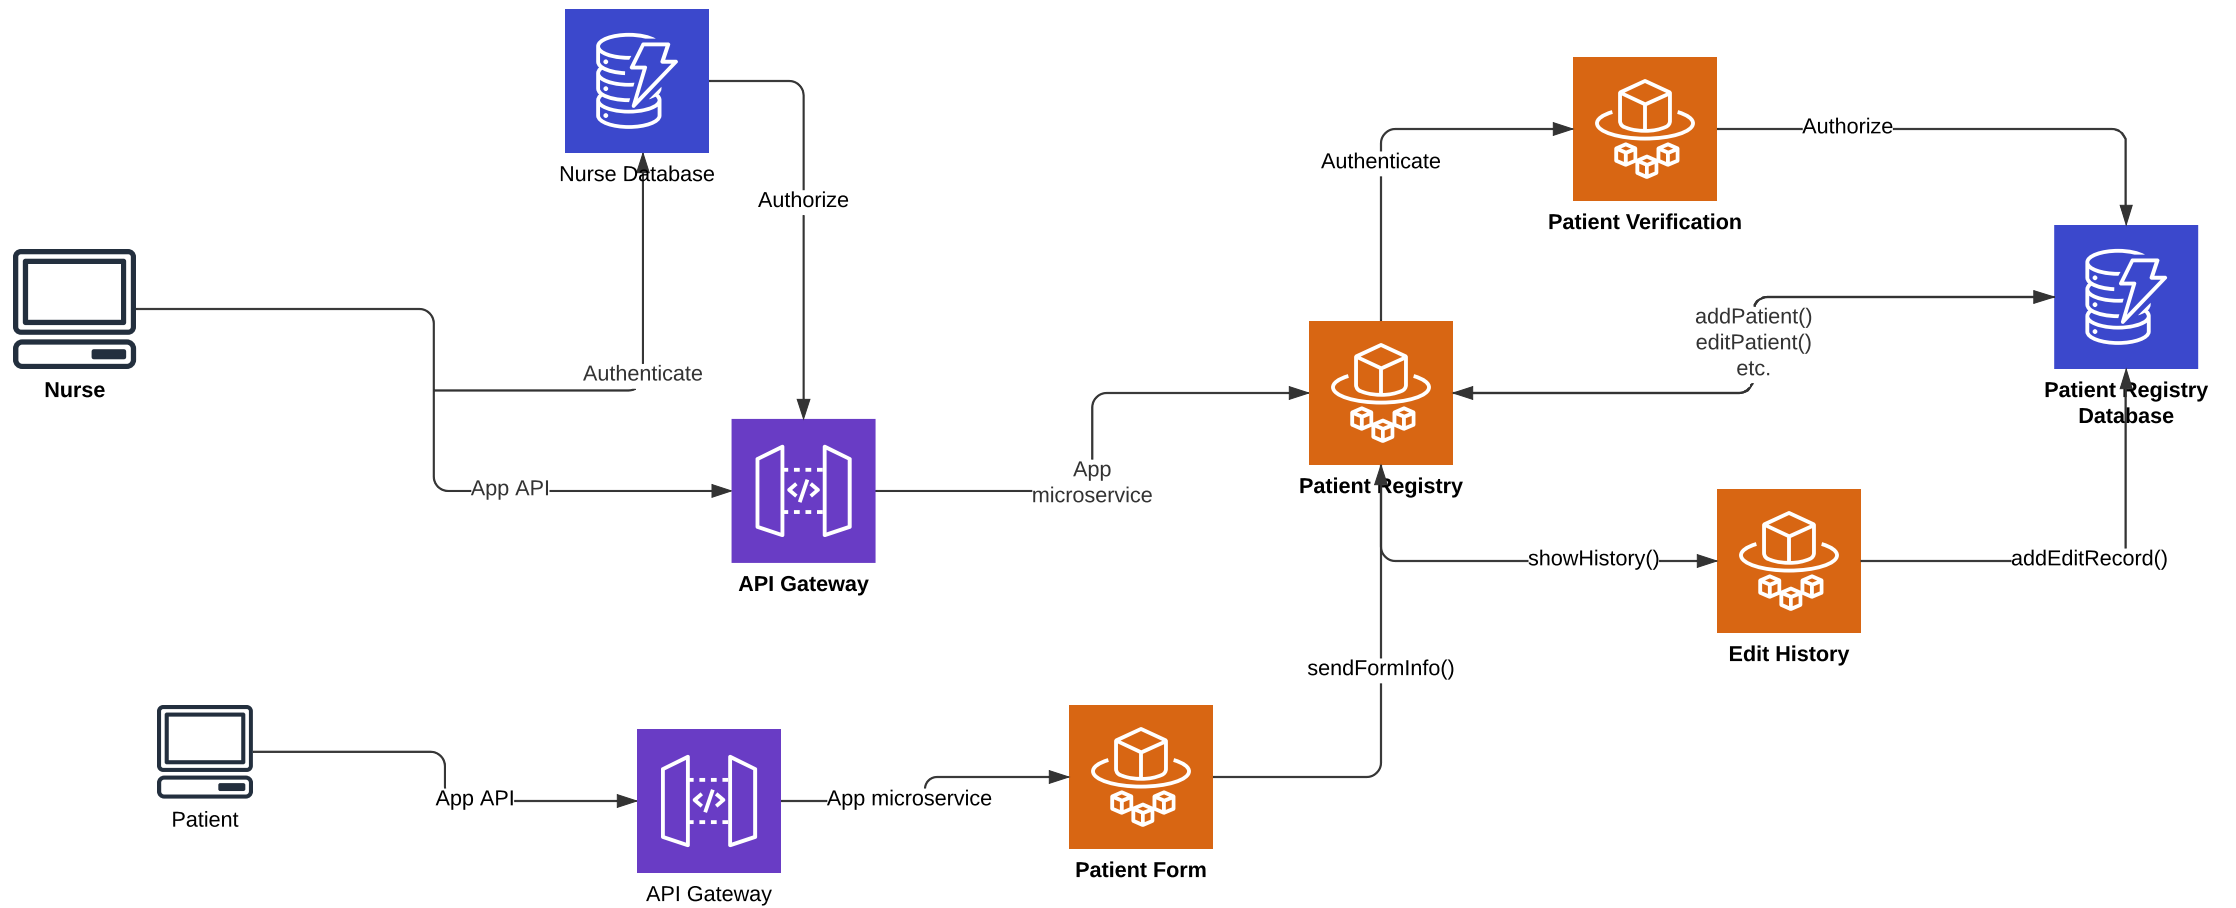 Nurse Database
Authorize
Authenticate
Nurse
App API
API Gateway
App
microservice
Authenticate
Patient Verification
Authorize
addPatient()
editPatient()
etc.
Patient Registry
Database
Patient Registry
showHistory()
addEditRecord()
Edit History
sendFormInfo()
Patient
App API
API Gateway
App microservice
Patient Form